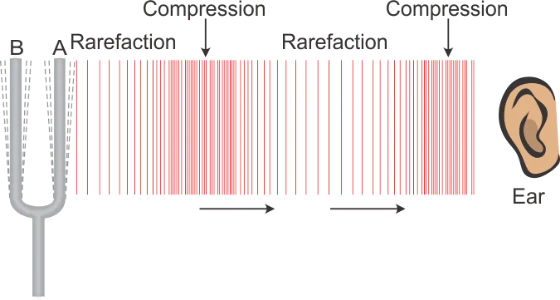 Compression
Compression
B
A
Rarefaction
Rarefaction
Ear